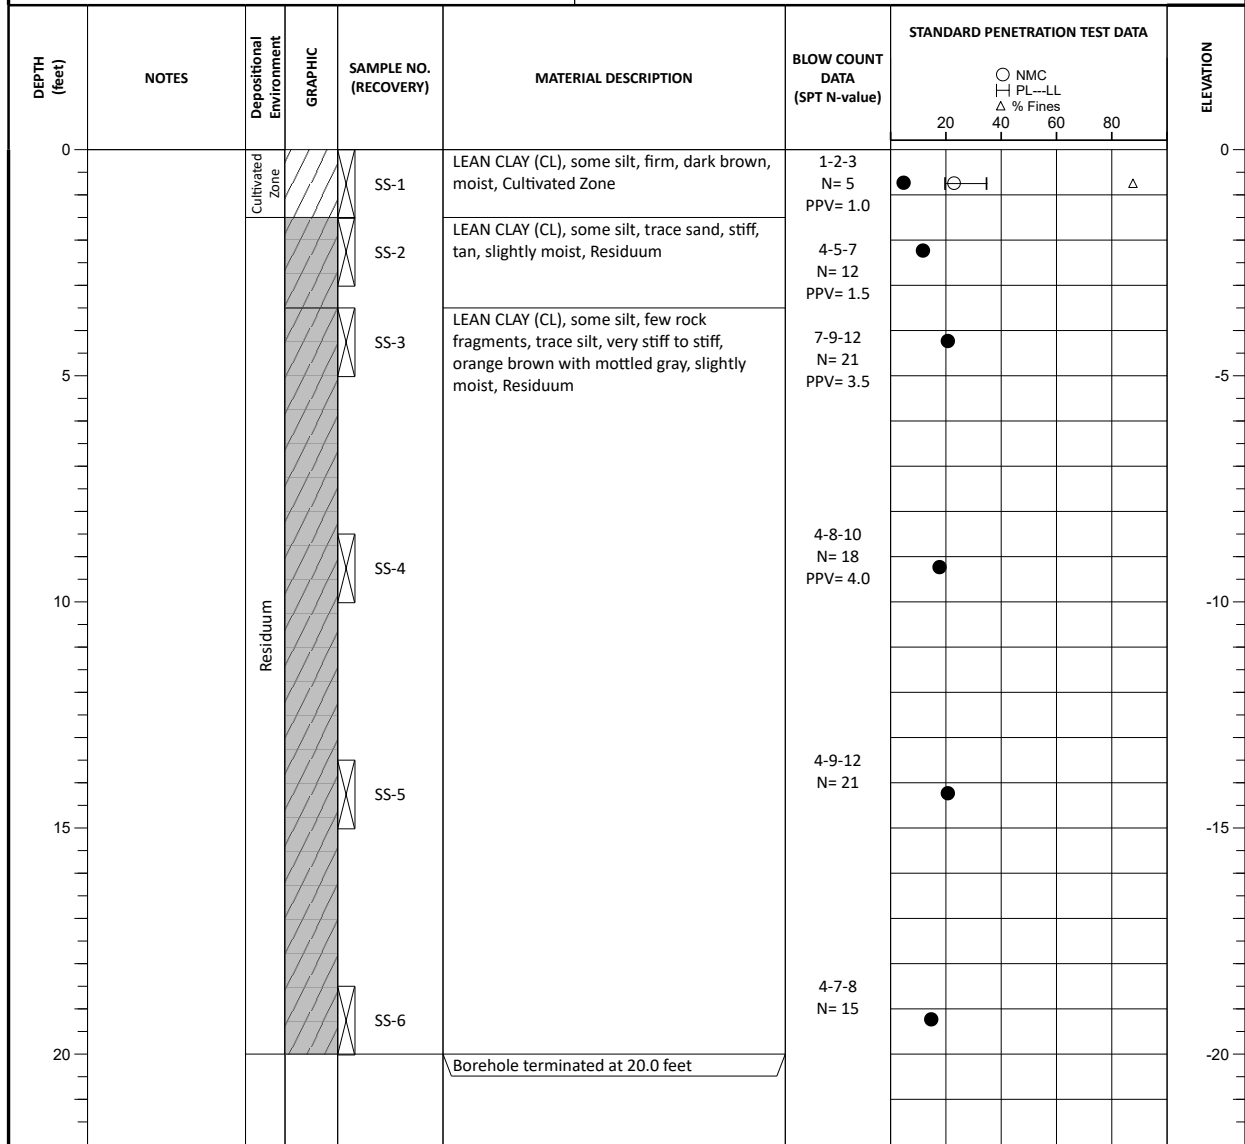 DEPTH
(feet)
NOTES
Depositional
Environment
GRAPHIC
SAMPLE NO.
(RECOVERY)
MATERIAL DESCRIPTION
BLOW COUNT
DATA
(SPT N-value)
STANDARD PENETRATION TEST DATA
NMC
PL---LL
% Fines
20 40 60 80
ELEVATION
0
Cultivated
Zone
SS-1
LEAN CLAY (CL), some silt, firm, dark brown,
moist, Cultivated Zone
1-2-3
N= 5
PPV= 1.0
0
SS-2
LEAN CLAY (CL), some silt, trace sand, stiff,
tan, slightly moist, Residuum
4-5-7
N= 12
PPV= 1.5
SS-3
LEAN CLAY (CL), some silt, few rock
fragments, trace silt, very stiff to stiff,
orange brown with mottled gray, slightly
moist, Residuum
7-9-12
N= 21
PPV= 3.5
5
-5
SS-4
4-8-10
N= 18
PPV= 4.0
10
-10
Residuum
SS-5
4-9-12
N= 21
15
-15
SS-6
4-7-8
N= 15
20
-20
Borehole terminated at 20.0 feet